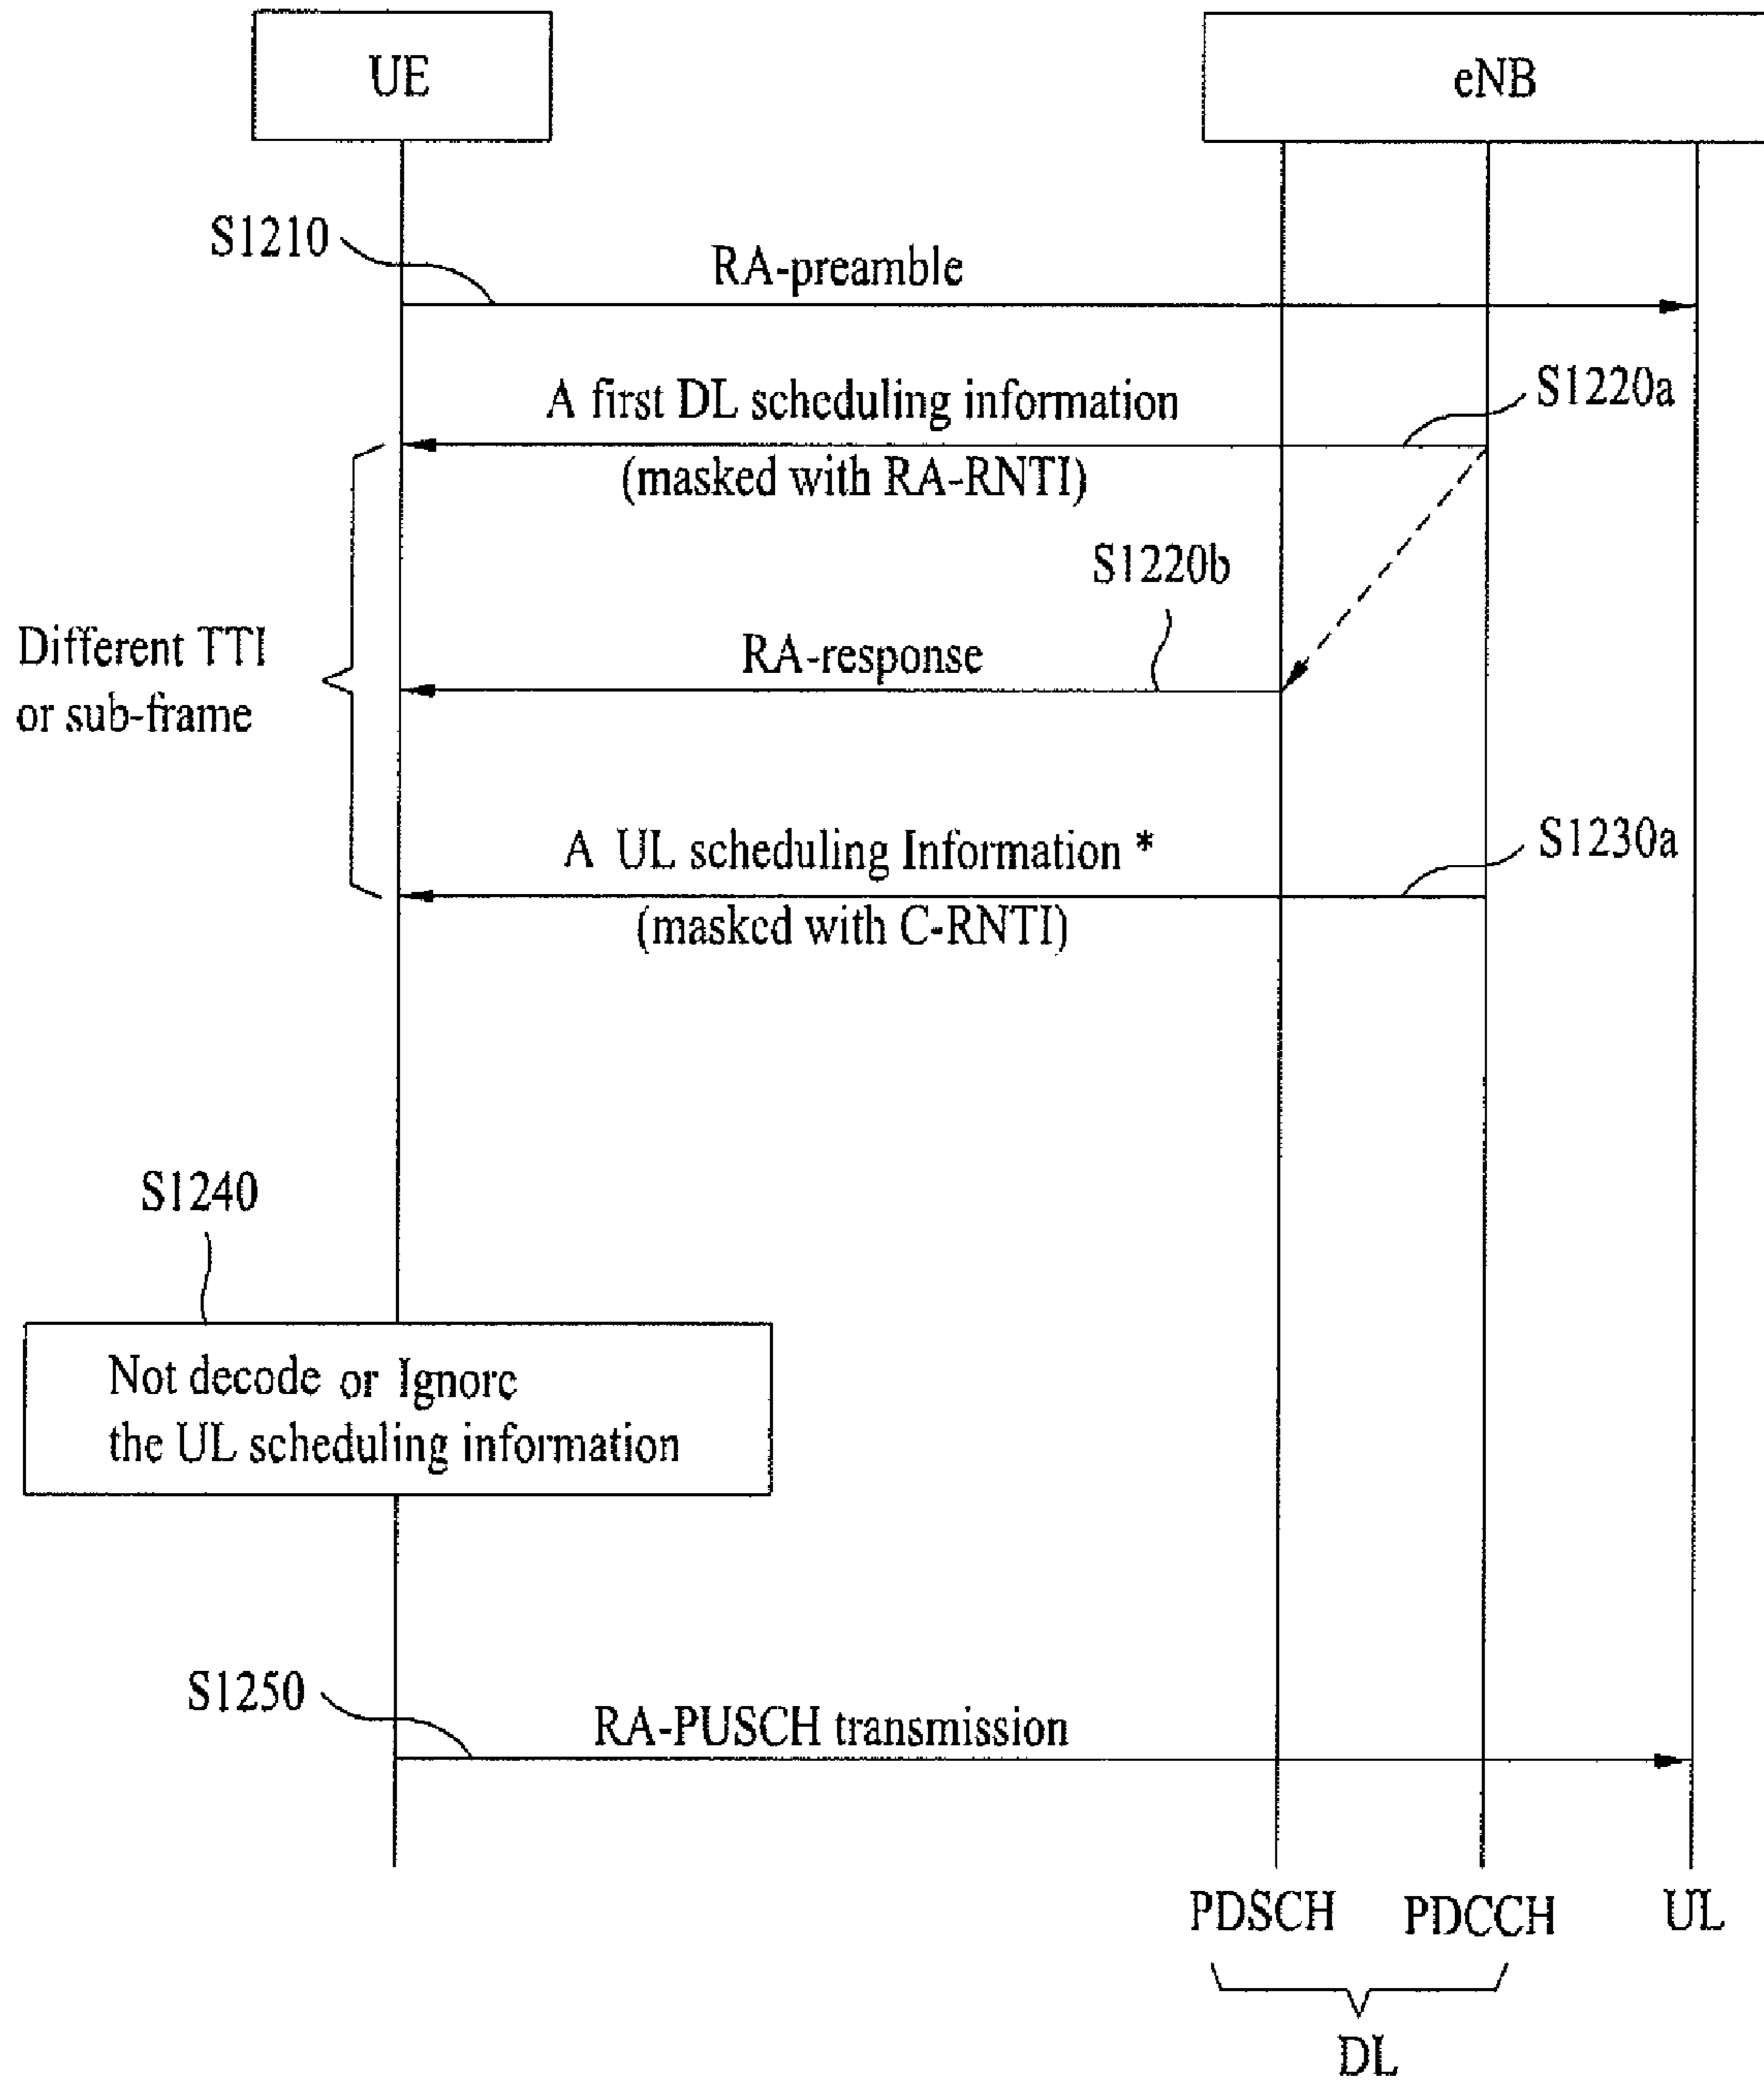 UE
eNB
S1210
RA-preamble
A first DL scheduling information
S1220a
(masked with RA-RNTI)
S1220b
Different TTI
or sub-frame
RA-response
A UL scheduling Information *
S1230a
(masked with C-RNTI)
S1240
Not decode or Ignore
the UL scheduling information
S1250
RA-PUSCH transmission
PDSCH
PDCCH
UL
DL